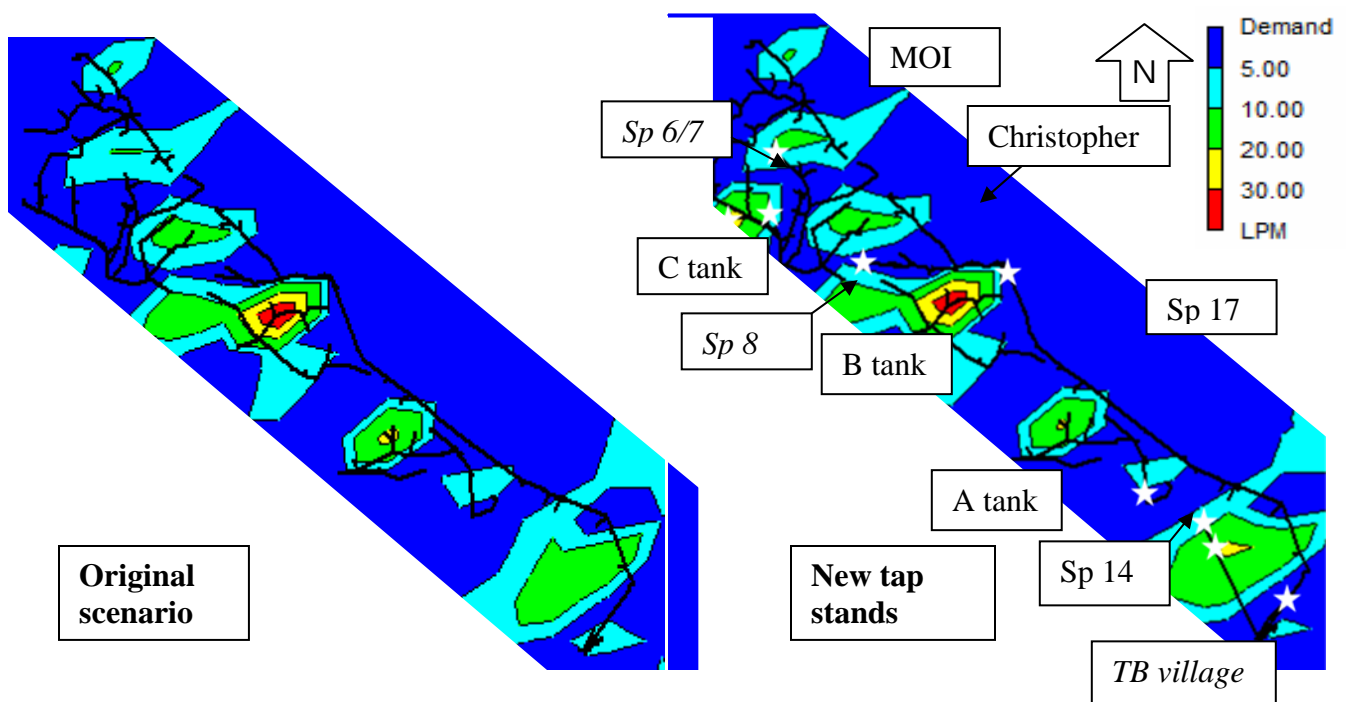 MOI
N
Demand
5.00
10.00
20.00
30.00
LPM
Sp 6/7
Christopher
C tank
Sp 17
Sp 8
B tank
A tank
Original
scenario
New tap
stands
Sp 14
TB village